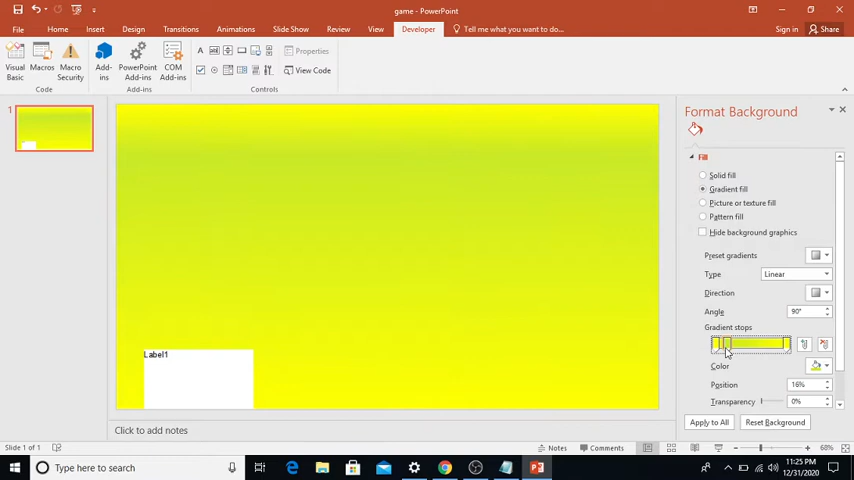 game - PowerPoint
File Home Insert Draw Design Transitions Animations Slide Show Review View Developer Tell me what you want to do... Sign in Share
Visual Basic
Macros
Macro Security
Code
Add-ins
PowerPoint Add-ins
COM Add-ins
Add-ins
Properties
View Code
Controls
1
Label1
Click to add notes
Format Background
Fill
Solid fill
Gradient fill
Picture or texture fill
Pattern fill
Hide background graphics
Preset gradients
Type Linear
Direction
Angle 90°
Gradient stops
Color
Position 16%
Transparency 0%
Apply to All Reset Background
Slide 1 of 1 Notes Comments 68%
Type here to search
11:25 PM
12/31/2020